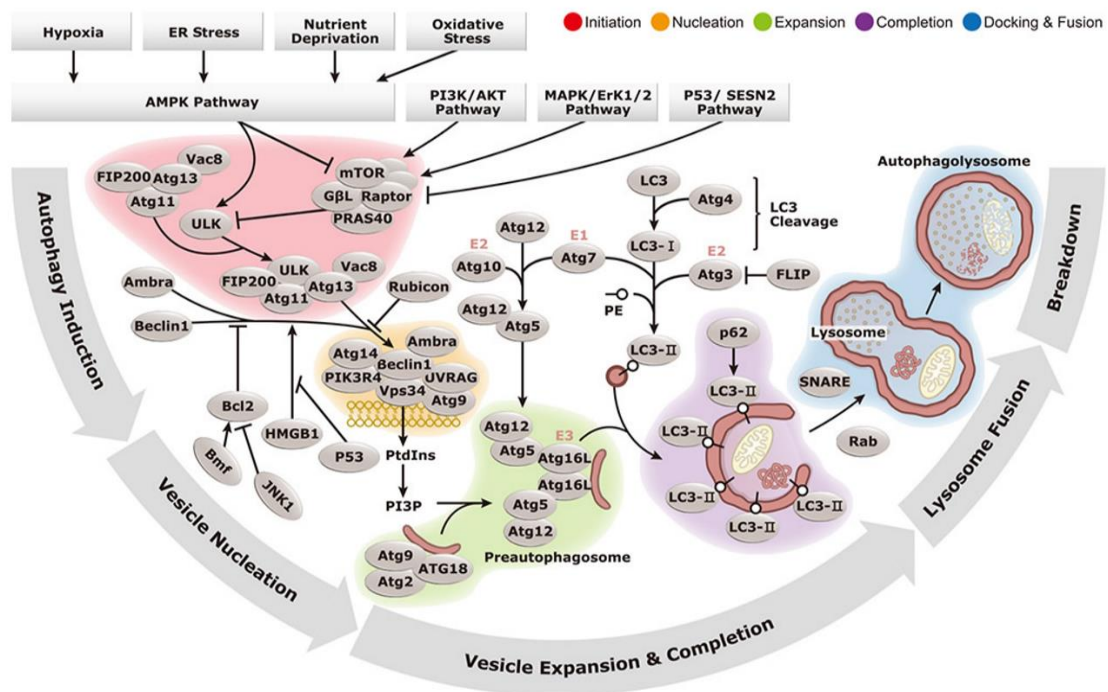 Hypoxia
ER Stress
Nutrient
Deprivation
Oxidative
Stress
Initiation
Nucleation
Expansion
Completion
Docking & Fusion
AMPK Pathway
PI3K/AKT
Pathway
MAPK/ErK1/2
Pathway
P53/ SESN2
Pathway
Autophagy Induction
Vesicle Nucleation
Vesicle Expansion & Completion
Lysosome Fusion
Breakdown
Vac8
FIP200
Atg13
Atg11
ULK
mTOR
GβL
Raptor
PRAS40
ULK
Vac8
FIP200
Atg11
Atg13
Ambra
Beclin1
Rubicon
Bcl2
Bmf
JNK1
HMGB1
P53
Ambra
Atg14
Beclin1
PIK3R4
UVRAG
Vps34
Atg9
PtdIns
PI3P
Atg9
ATG18
Atg2
Atg12
E2
Atg10
E1
Atg7
Atg12
Atg5
Atg12
Atg5
E3
Atg16L
Atg16L
Atg5
Atg12
Preautophagosome
LC3
Atg4
LC3
Cleavage
LC3-I
E2
Atg3
FLIP
PE
LC3-II
p62
LC3-II
LC3-II
LC3-II
LC3-II
LC3-II
SNARE
Rab
Lysosome
Autophagolysosome